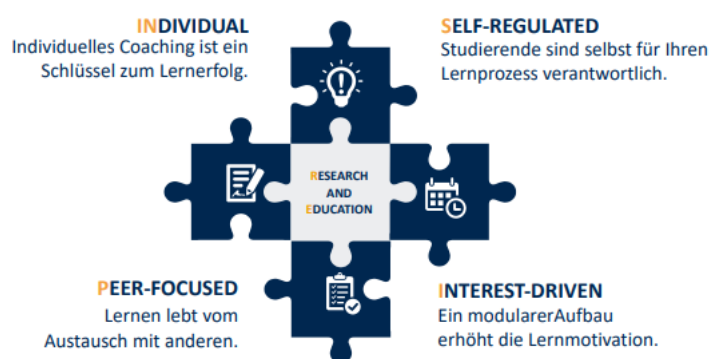 INDIVIDUAL
Individuelles Coaching ist ein
Schlüssel zum Lernerfolg.
SELF-REGULATED
Studierende sind selbst für Ihren
Lernprozess verantwortlich.
RESEARCH
AND
EDUCATION
PEER-FOCUSED
Lernen lebt vom
Austausch mit anderen.
INTEREST-DRIVEN
Ein modularerAufbau
erhöht die Lernmotivation.